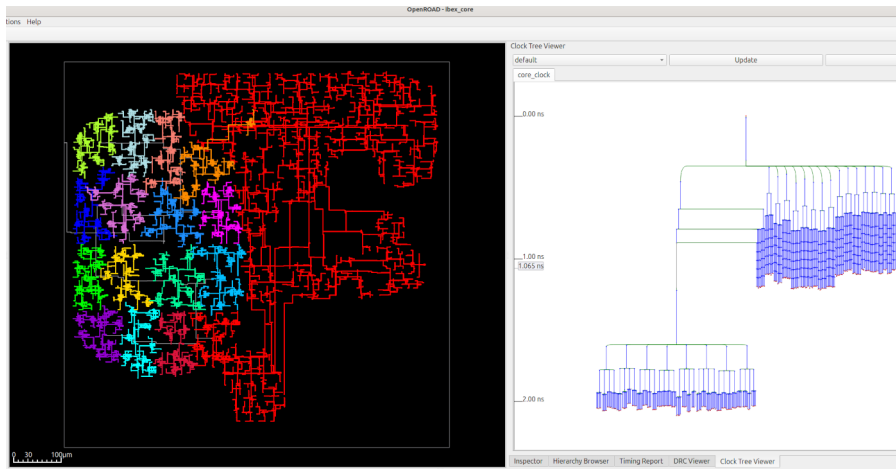 OpenROAD - ibex_core
tions Help
Clock Tree Viewer
default Update
core_clock
0.00 ns
1.00 ns
1.065 ns
2.00 ns
0 30 100μm
Inspector Hierarchy Browser Timing Report DRC Viewer Clock Tree Viewer